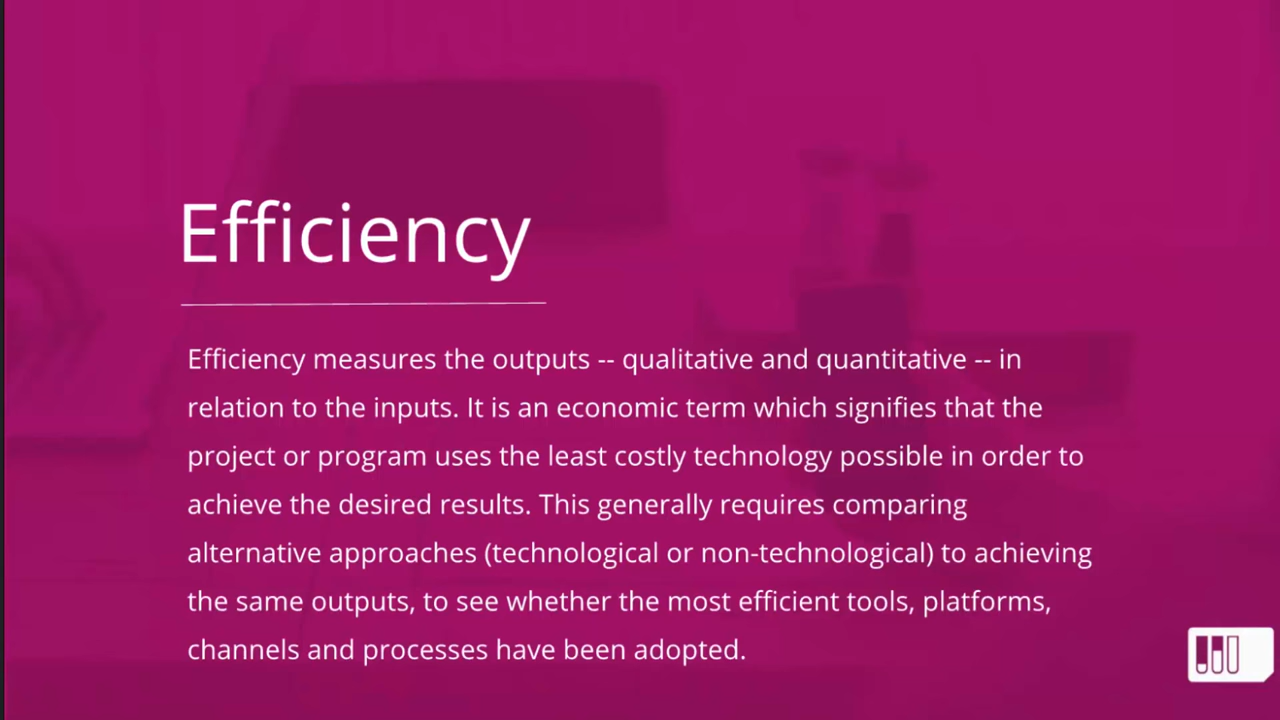 Efficiency
Efficiency measures the outputs -- qualitative and quantitative -- in
relation to the inputs. It is an economic term which signifies that the
project or program uses the least costly technology possible in order to
achieve the desired results. This generally requires comparing
alternative approaches (technological or non-technological) to achieving
the same outputs, to see whether the most efficient tools, platforms,
channels and processes have been adopted.